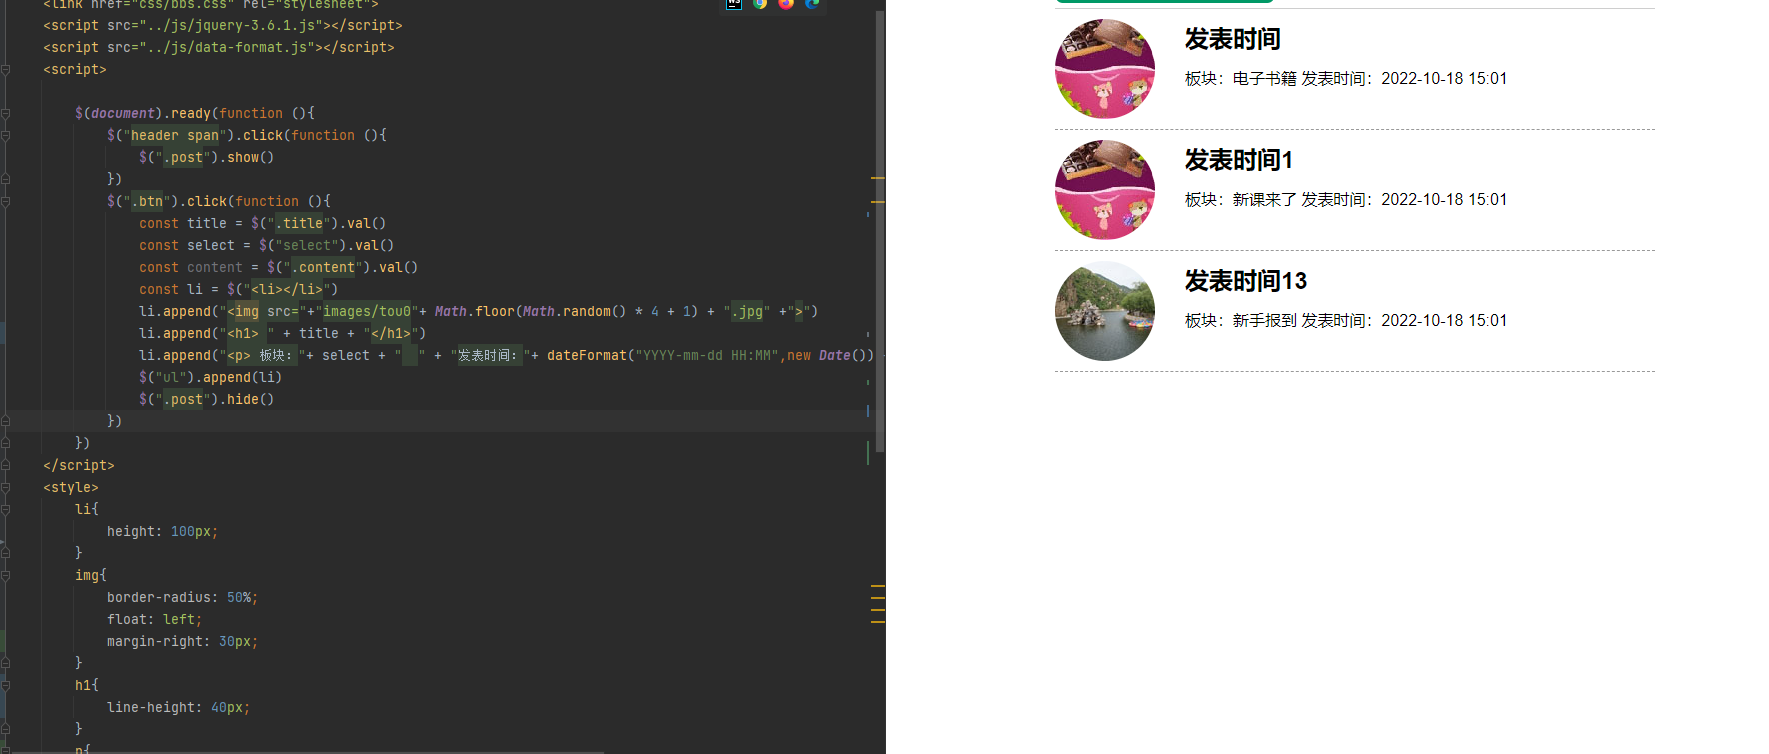 <link href="css/bbs.css" rel="stylesheet">
<script src="../js/jquery-3.6.1.js"></script>
<script src="../js/data-format.js"></script>
<script>
$(document).ready(function (){
$("header span").click(function (){
$(".post").show()
})
$(".btn").click(function (){
const title = $(".title").val()
const select = $("select").val()
const content = $(".content").val()
const li = $("<li></li>")
li.append("<img src="+"images/tou0"+ Math.floor(Math.random() * 4 + 1) + ".jpg" +">")
li.append("<h1> " + title + "</h1>")
li.append("<p> 板块："+ select + "  " + "发表时间："+ dateFormat("YYYY-mm-dd HH:MM",new Date())
$("ul").append(li)
$(".post").hide()
})
})
</script>
<style>
li{
height: 100px;
}
img{
border-radius: 50%;
float: left;
margin-right: 30px;
}
h1{
line-height: 40px;
}
p{
发表时间
板块：电子书籍 发表时间：2022-10-18 15:01
发表时间1
板块：新课来了 发表时间：2022-10-18 15:01
发表时间13
板块：新手报到 发表时间：2022-10-18 15:01